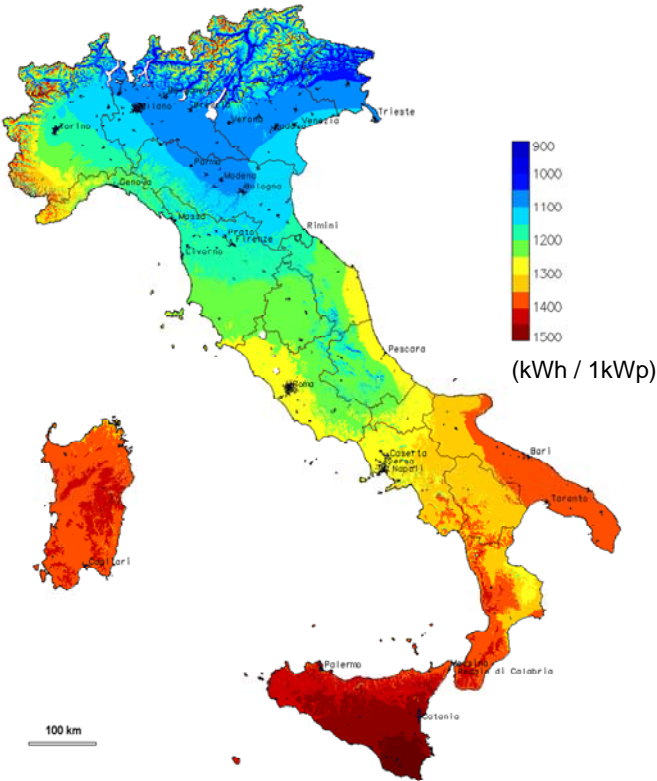 Milano
Torino
Verona
Venezia
Trieste
Parma
Modena
Bologna
Genova
Massa
Rimini
Prato
Firenze
Livorno
Pescara
Roma
Caserta
Napoli
Bari
Taranto
Cagliari
Palermo
Messina
Reggio di Calabria
Catania
900
1000
1100
1200
1300
1400
1500
(kWh / 1kWp)
100 km